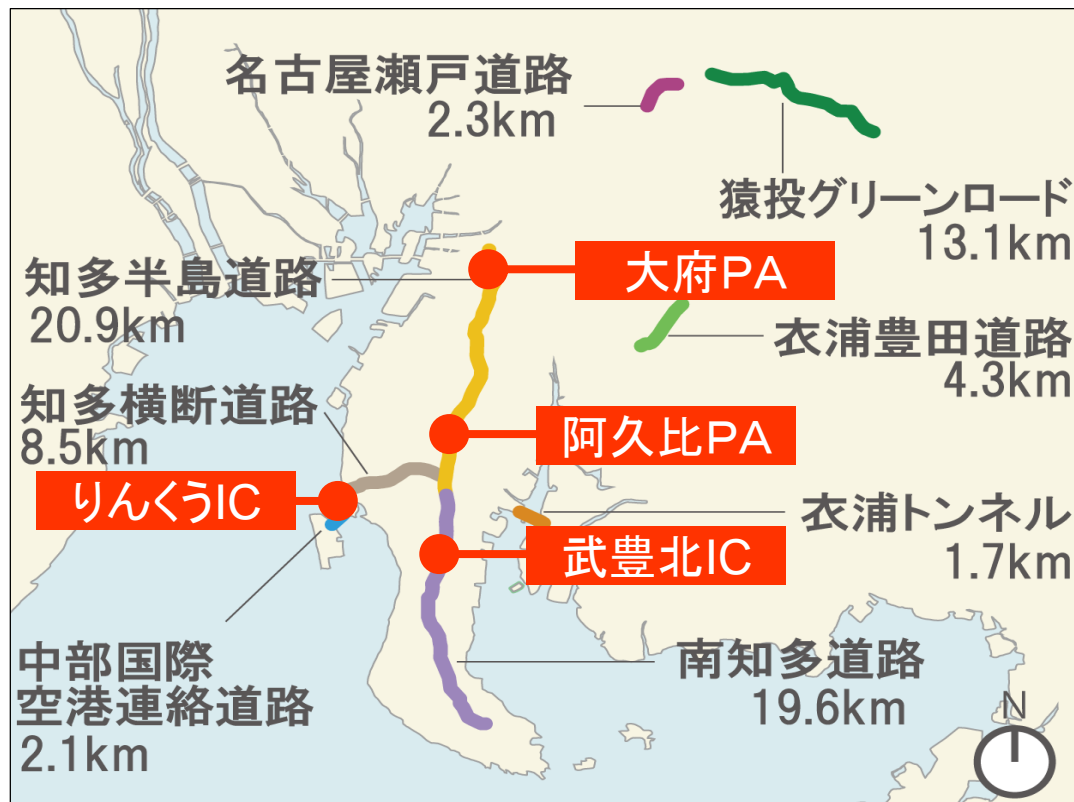 名古屋瀬戸道路
2.3km
猿投グリーンロード
13.1km
大府PA
知多半島道路
20.9km
衣浦豊田道路
4.3km
知多横断道路
8.5km
阿久比PA
りんくうIC
衣浦トンネル
1.7km
武豊北IC
中部国際
空港連絡道路
2.1km
南知多道路
19.6km
N